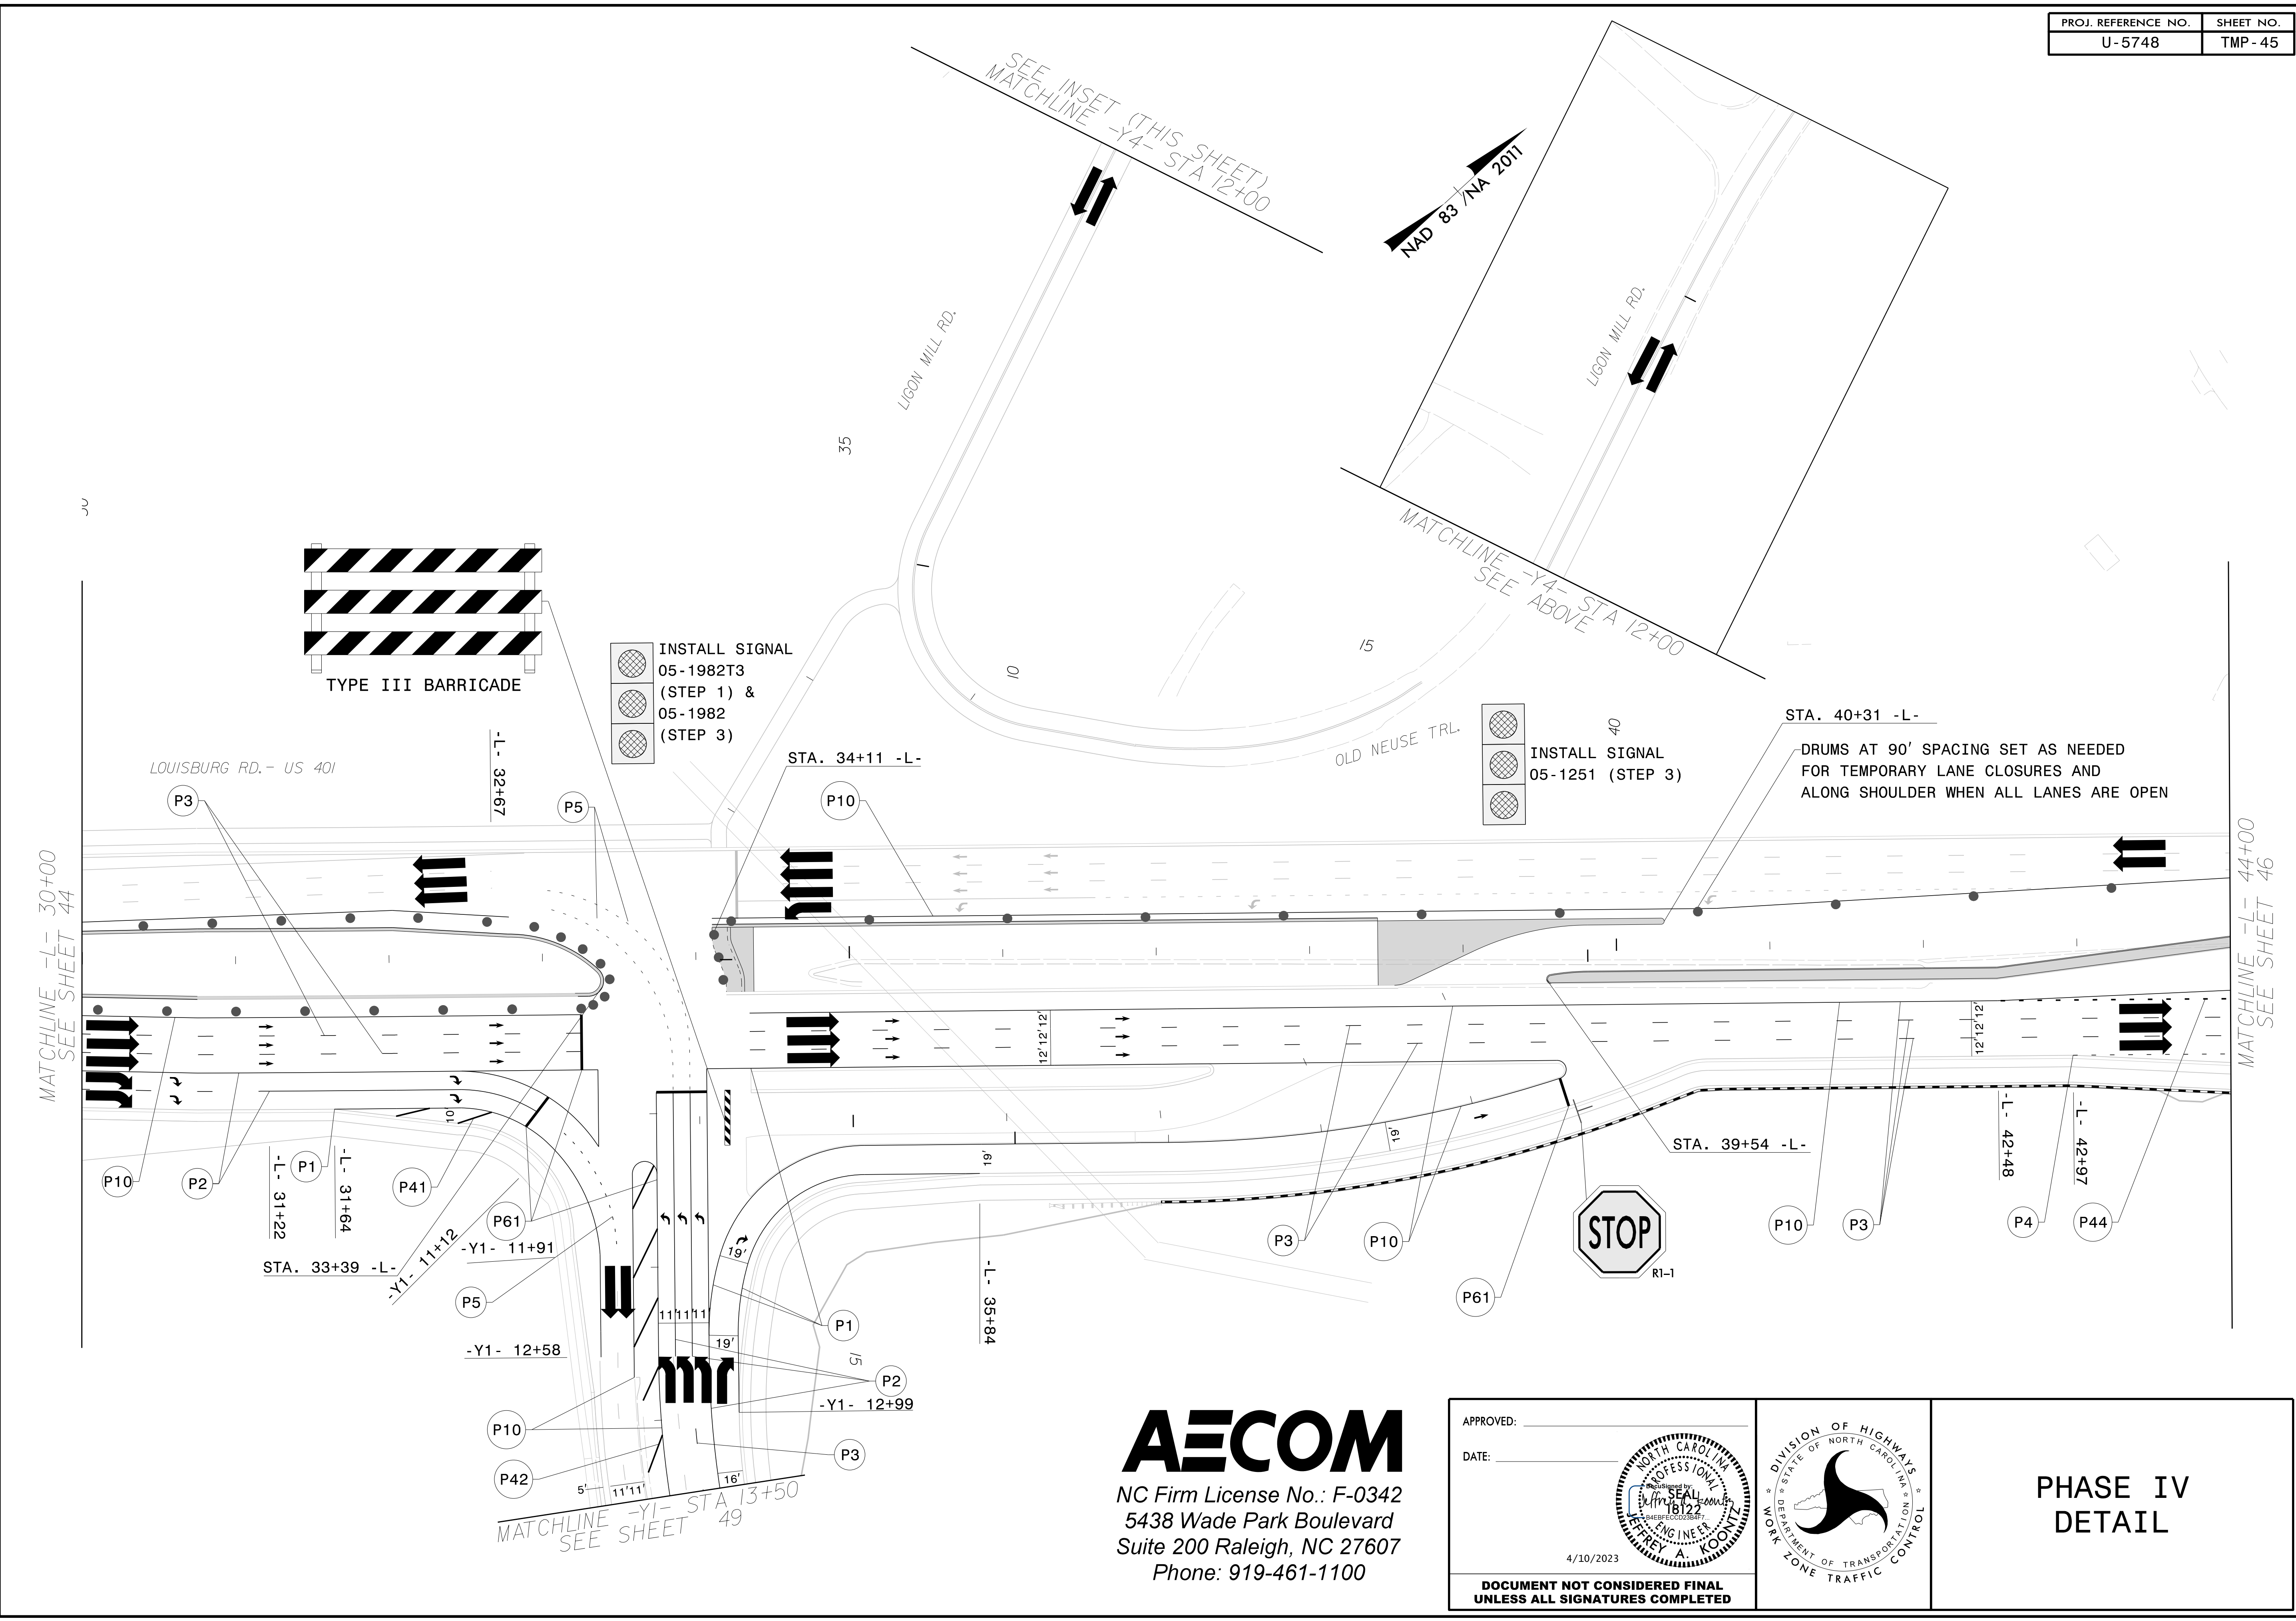 PROJ. REFERENCE NO.
SHEET NO.
U-5748
TMP-45
SEE INSET (THIS SHEET)
MATCHLINE -Y4- STA 12+00
NAD 83 /NA 2011
LIGON MILL RD.
LIGON MILL RD.
MATCHLINE -Y4- STA 12+00
SEE ABOVE
35
10
15
40
OLD NEUSE TRL.
TYPE III BARRICADE
INSTALL SIGNAL
05-1982T3
(STEP 1) &
05-1982
(STEP 3)
INSTALL SIGNAL
05-1251 (STEP 3)
STA. 40+31 -L-
DRUMS AT 90' SPACING SET AS NEEDED
FOR TEMPORARY LANE CLOSURES AND
ALONG SHOULDER WHEN ALL LANES ARE OPEN
STA. 34+11 -L-
LOUISBURG RD.- US 401
-L- 32+67
P3
P5
P10
MATCHLINE -L- 30+00
SEE SHEET 44
MATCHLINE -L- 44+00
SEE SHEET 46
12'12'12'
12'12'12'
10'
P10
P2
-L- 31+22
P1
-L- 31+64
P41
P61
STA. 33+39 -L-
-Y1- 11+12
-Y1- 11+91
P5
-Y1- 12+58
P10
P42
5'
11'11'
16'
11'11'11'
19'
19'
19'
19'
P1
15
P2
-Y1- 12+99
P3
-L- 35+84
P3
P10
P61
STOP
R1-1
STA. 39+54 -L-
P10
P3
-L- 42+48
P4
-L- 42+97
P44
MATCHLINE -Y1- STA 13+50
SEE SHEET 49
AECOM
NC Firm License No.: F-0342
5438 Wade Park Boulevard
Suite 200 Raleigh, NC 27607
Phone: 919-461-1100
APPROVED:
DATE:
NORTH CAROLINA
PROFESSIONAL
DocuSigned by:
SEAL
18122
B4EBFECCD23B4F7...
ENGINEER
JEFFREY A. KOONTZ
4/10/2023
DOCUMENT NOT CONSIDERED FINAL
UNLESS ALL SIGNATURES COMPLETED
DIVISION OF HIGHWAYS
STATE OF NORTH CAROLINA
DEPARTMENT OF TRANSPORTATION
WORK ZONE TRAFFIC CONTROL
PHASE IV
DETAIL